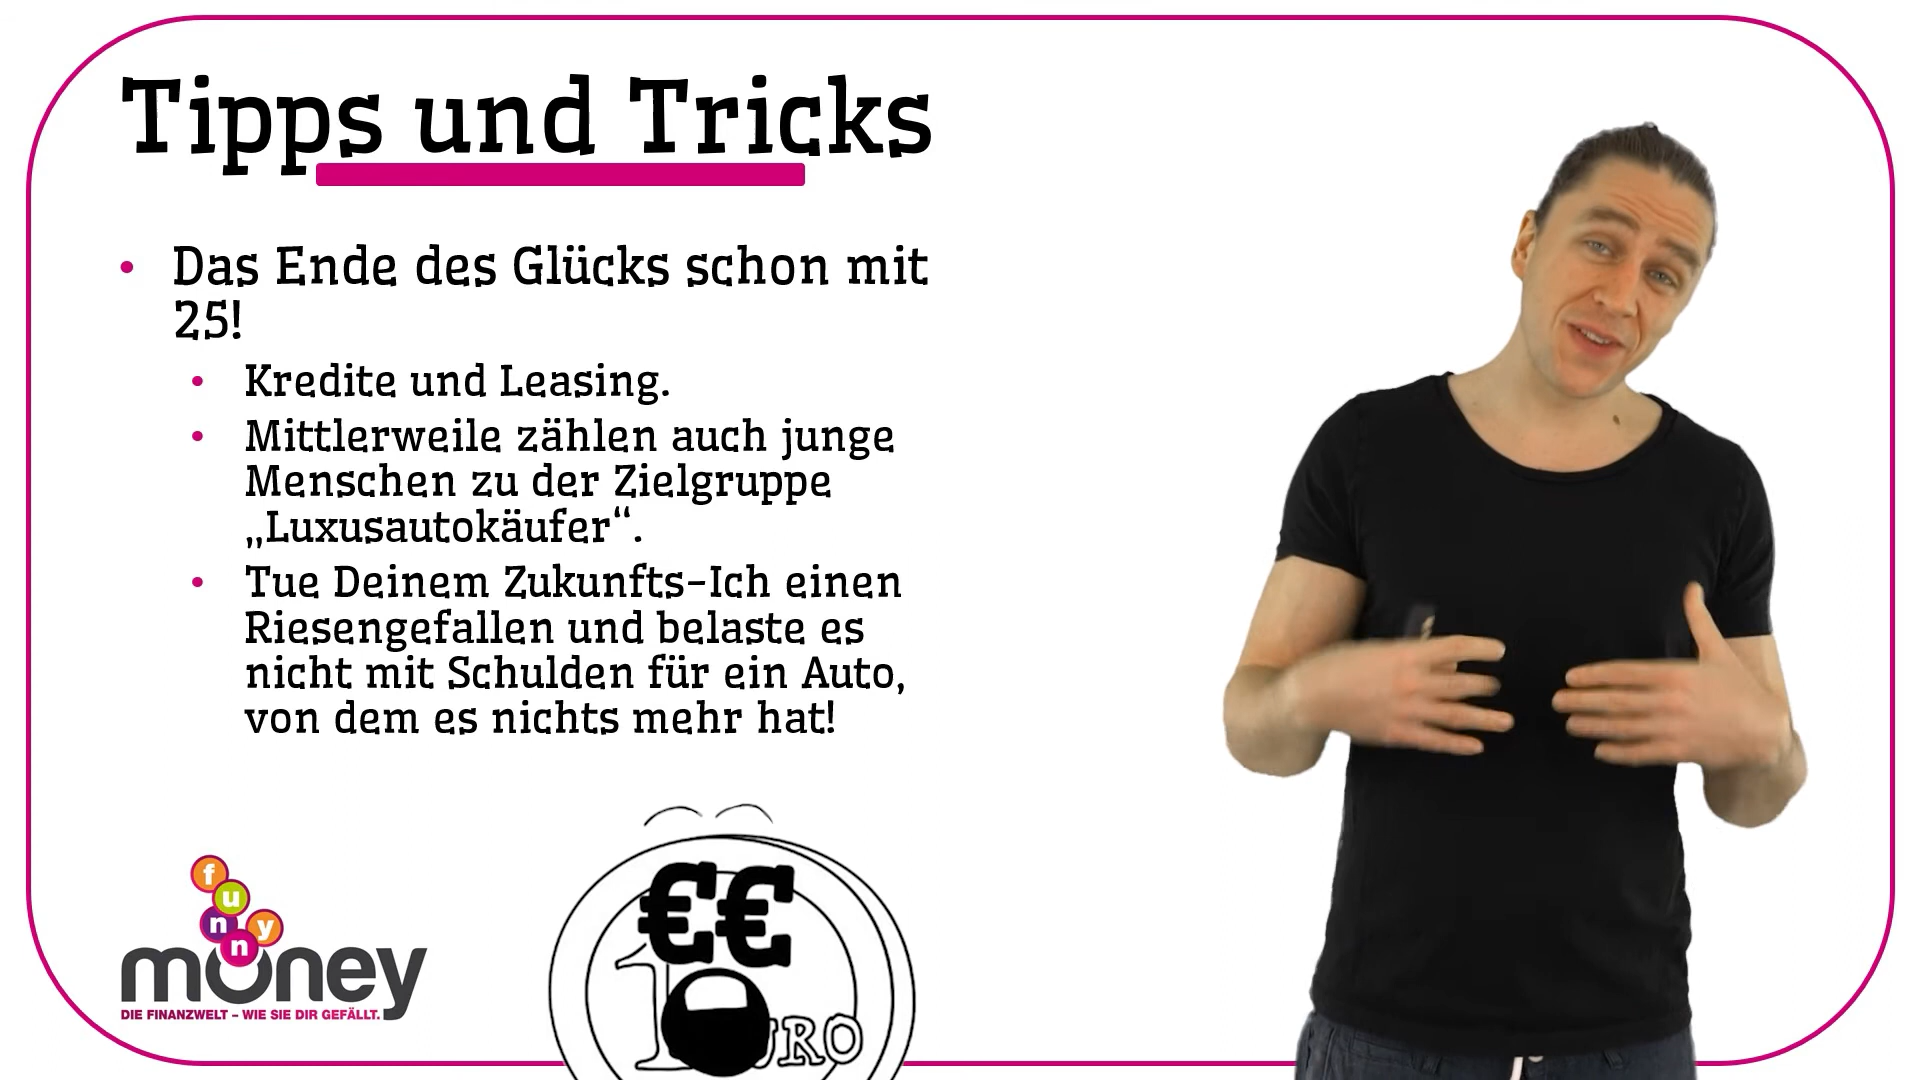 Tipps und Tricks
• Das Ende des Glücks schon mit
25!
• Kredite und Leasing.
• Mittlerweile zählen auch junge
Menschen zu der Zielgruppe
„Luxusautokäufer“.
• Tue Deinem Zukunfts-Ich einen
Riesengefallen und belaste es
nicht mit Schulden für ein Auto,
von dem es nichts mehr hat!
funny
money
DIE FINANZWELT – WIE SIE DIR GEFÄLLT.
€€
1 URO